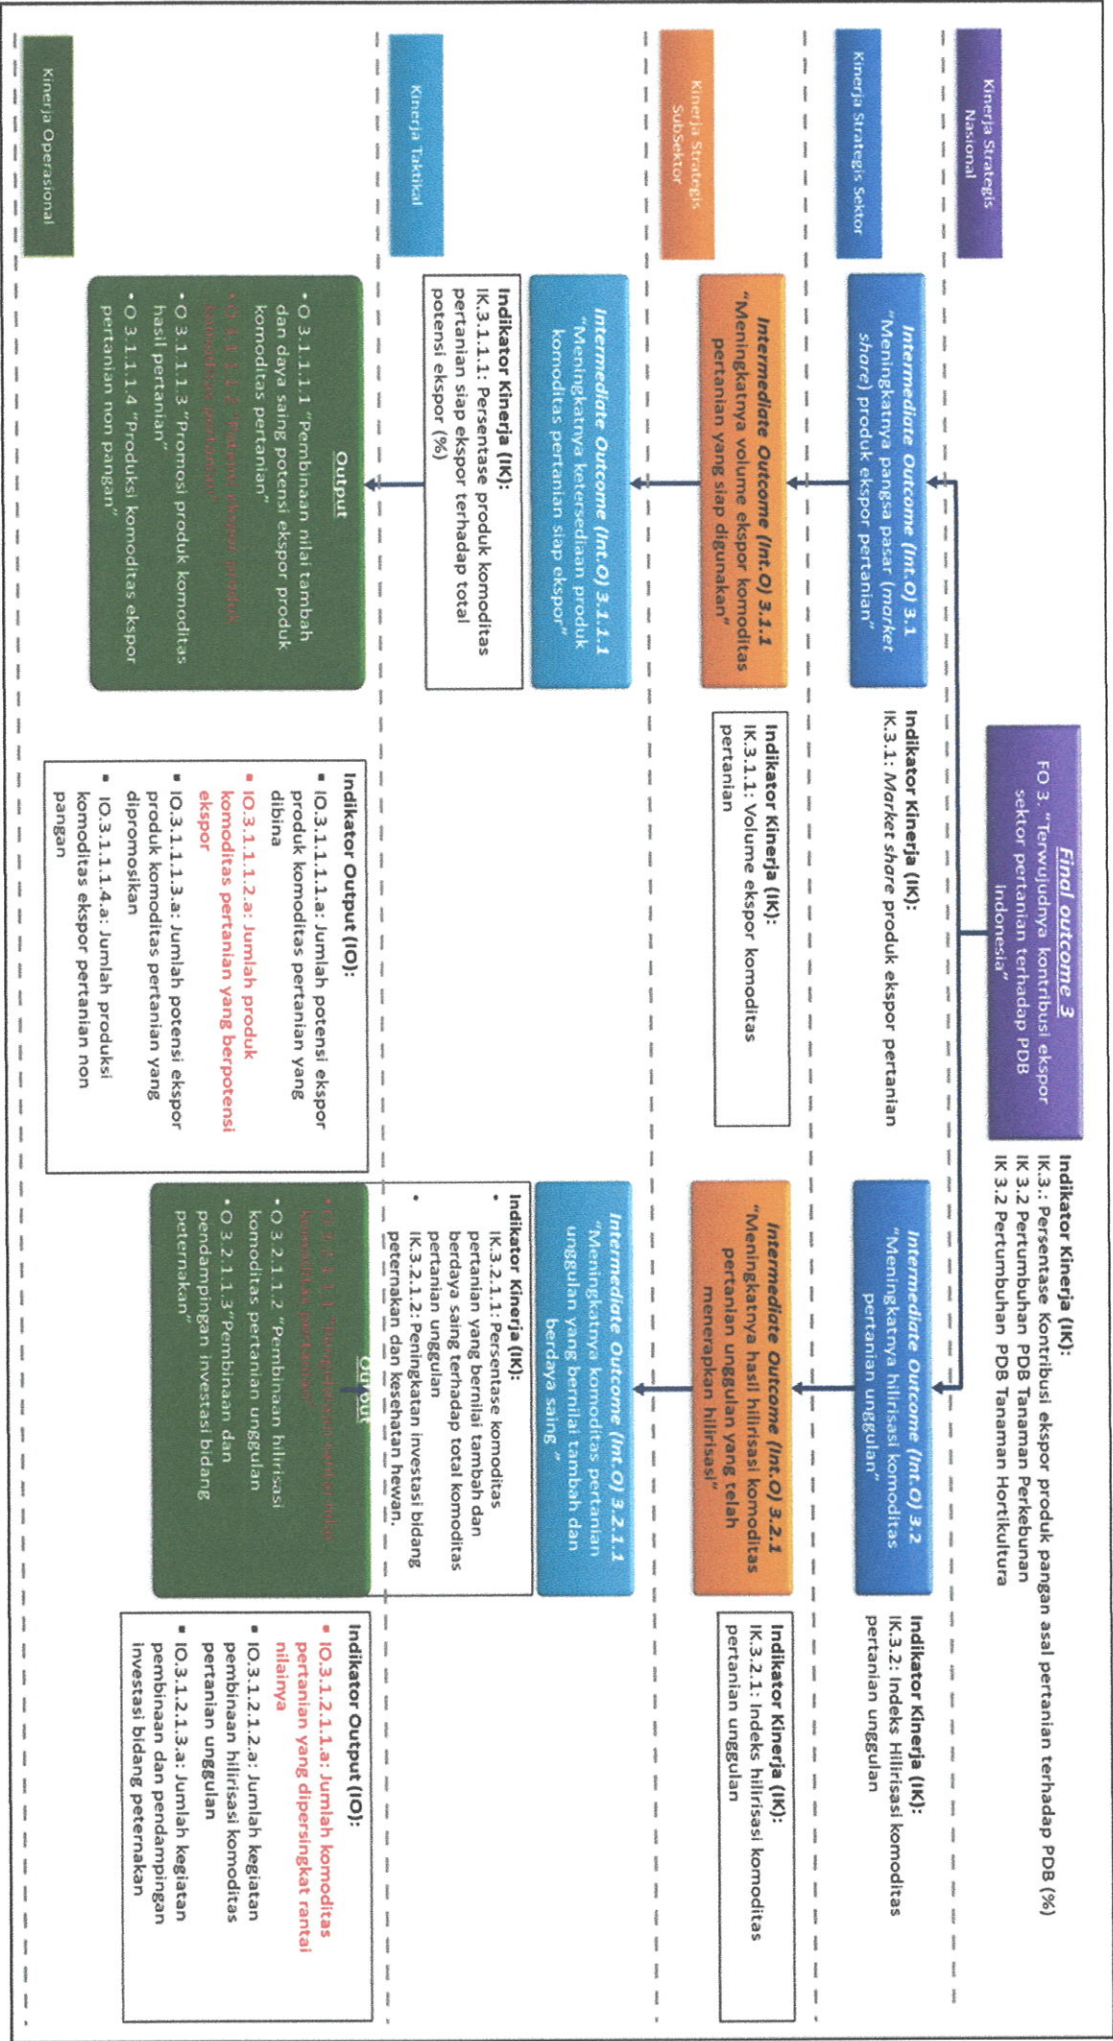 Kinerja Strategis
Nasional
Final outcome 3
FO 3. "Terwujudnya kontribusi ekspor
sektor pertanian terhadap PDB
Indonesia"
Indikator Kinerja (IK):
IK.3.: Persentase Kontribusi ekspor produk pangan asal pertanian terhadap PDB (%)
IK 3.2 Pertumbuhan PDB Tanaman Perkebunan
IK 3.2 Pertumbuhan PDB Tanaman Hortikultura
Kinerja Strategis Sektor
Intermediate Outcome (Int.O) 3.1
"Meningkatnya pangsa pasar (market
share) produk ekspor pertanian"
Indikator Kinerja (IK):
IK.3.1: Market share produk ekspor pertanian
Intermediate Outcome (Int.O) 3.2
"Meningkatnya hilirisasi komoditas
pertanian unggulan"
Indikator Kinerja (IK):
IK.3.2: Indeks Hilirisasi komoditas
pertanian unggulan
Kinerja Strategis
SubSektor
Intermediate Outcome (Int.O) 3.1.1
"Meningkatnya volume ekspor komoditas
pertanian yang siap digunakan"
Indikator Kinerja (IK):
IK.3.1.1: Volume ekspor komoditas
pertanian
Intermediate Outcome (Int.O) 3.2.1
"Meningkatnya hasil hilirisasi komoditas
pertanian unggulan yang telah
menerapkan hilirisasi"
Indikator Kinerja (IK):
IK.3.2.1: Indeks hilirisasi komoditas
pertanian unggulan
Kinerja Taktikal
Intermediate Outcome (Int.O) 3.1.1.1
"Meningkatnya ketersediaan produk
komoditas pertanian siap ekspor"
Indikator Kinerja (IK):
IK.3.1.1.1: Persentase produk komoditas
pertanian siap ekspor terhadap total
potensi ekspor (%)
Intermediate Outcome (Int.O) 3.2.1.1
"Meningkatnya komoditas pertanian
unggulan yang bernilai tambah dan
berdaya saing "
Indikator Kinerja (IK):
• IK.3.2.1.1: Persentase komoditas
pertanian yang bernilai tambah dan
berdaya saing terhadap total komoditas
pertanian unggulan
• IK.3.2.1.2: Peningkatan investasi bidang
peternakan dan kesehatan hewan.
Kinerja Operasional
Output
• O 3.1.1.1.11 "Pembinaan nilai tambah
dan daya saing potensi ekspor produk
komoditas pertanian"
• O 3.1.1.1.2 "Potensi ekspor produk
komoditas pertanian"
• O 3.1.1.1.3 "Promosi produk komoditas
hasil pertanian"
• O 3.1.1.1.4 "Produksi komoditas ekspor
pertanian non pangan"
Indikator Output (IO):
▪ IO.3.1.1.1.1.a: Jumlah potensi ekspor
produk komoditas pertanian yang
dibina
▪ IO.3.1.1.1.2.a: Jumlah produk
komoditas pertanian yang berpotensi
ekspor
▪ IO.3.1.1.1.3.a: Jumlah potensi ekspor
produk komoditas pertanian yang
dipromosikan
▪ IO.3.1.1.1.4.a: Jumlah produksi
komoditas ekspor pertanian non
pangan
Output
komoditas pertanian"
• O 3.2.1.1.2 "Pembinaan hilirisasi
komoditas pertanian unggulan
• O 3.2.1.1.3"Pembinaan dan
pendampingan investasi bidang
peternakan"
Indikator Output (IO):
▪ IO.3.1.2.1.1.a: Jumlah komoditas
pertanian yang dipersingkat rantai
nilainya
▪ IO.3.1.2.1.2.a: Jumlah kegiatan
pembinaan hilirisasi komoditas
pertanian unggulan
▪ IO.3.1.2.1.3.a: Jumlah kegiatan
pembinaan dan pendampingan
investasi bidang peternakan